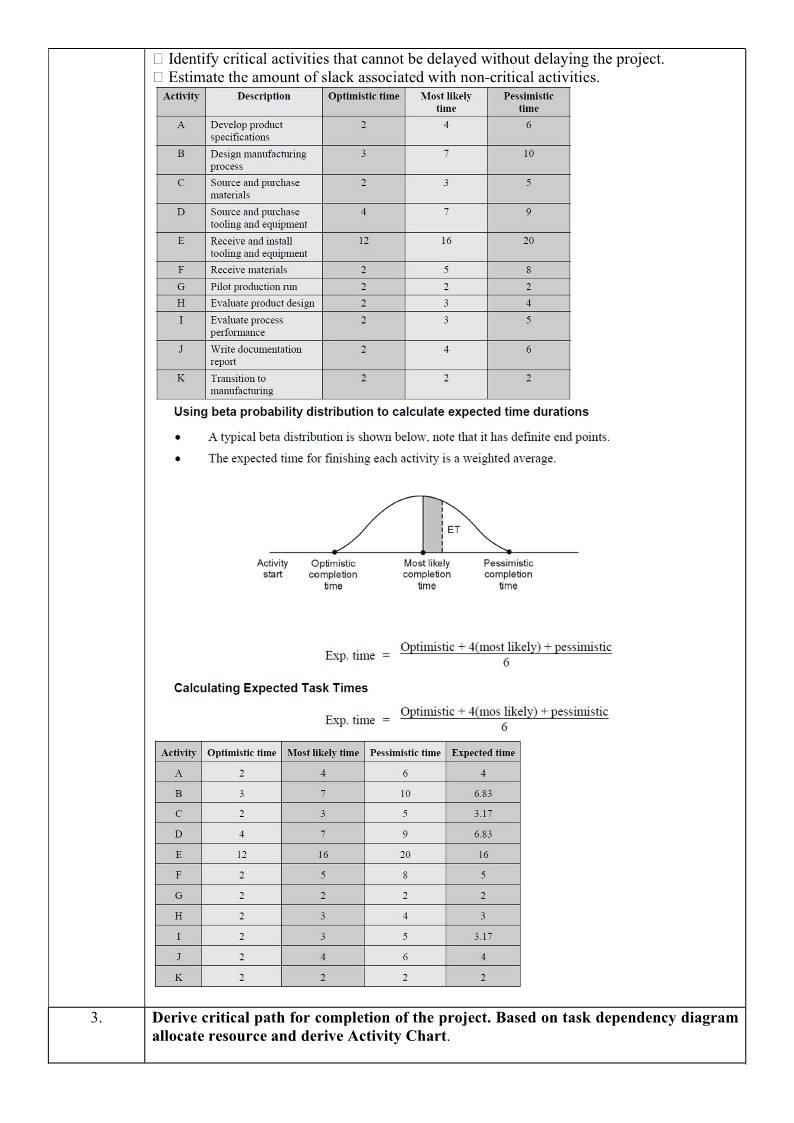 □ Identify critical activities that cannot be delayed without delaying the project.
□ Estimate the amount of slack associated with non-critical activities.
Activity Description Optimistic time Most likely time Pessimistic time
A Develop product specifications 2 4 6
B Design manufacturing process 3 7 10
C Source and purchase materials 2 3 5
D Source and purchase tooling and equipment 4 7 9
E Receive and install tooling and equipment 12 16 20
F Receive materials 2 5 8
G Pilot production run 2 2 2
H Evaluate product design 2 3 4
I Evaluate process performance 2 3 5
J Write documentation report 2 4 6
K Transition to manufacturing 2 2 2
Using beta probability distribution to calculate expected time durations
• A typical beta distribution is shown below, note that it has definite end points.
• The expected time for finishing each activity is a weighted average.
ET
Activity start
Optimistic completion time
Most likely completion time
Pessimistic completion time
Exp. time = Optimistic + 4(most likely) + pessimistic
6
Calculating Expected Task Times
Exp. time = Optimistic + 4(mos likely) + pessimistic
6
Activity Optimistic time Most likely time Pessimistic time Expected time
A 2 4 6 4
B 3 7 10 6.83
C 2 3 5 3.17
D 4 7 9 6.83
E 12 16 20 16
F 2 5 8 5
G 2 2 2 2
H 2 3 4 3
I 2 3 5 3.17
J 2 4 6 4
K 2 2 2 2
3. Derive critical path for completion of the project. Based on task dependency diagram
allocate resource and derive Activity Chart.